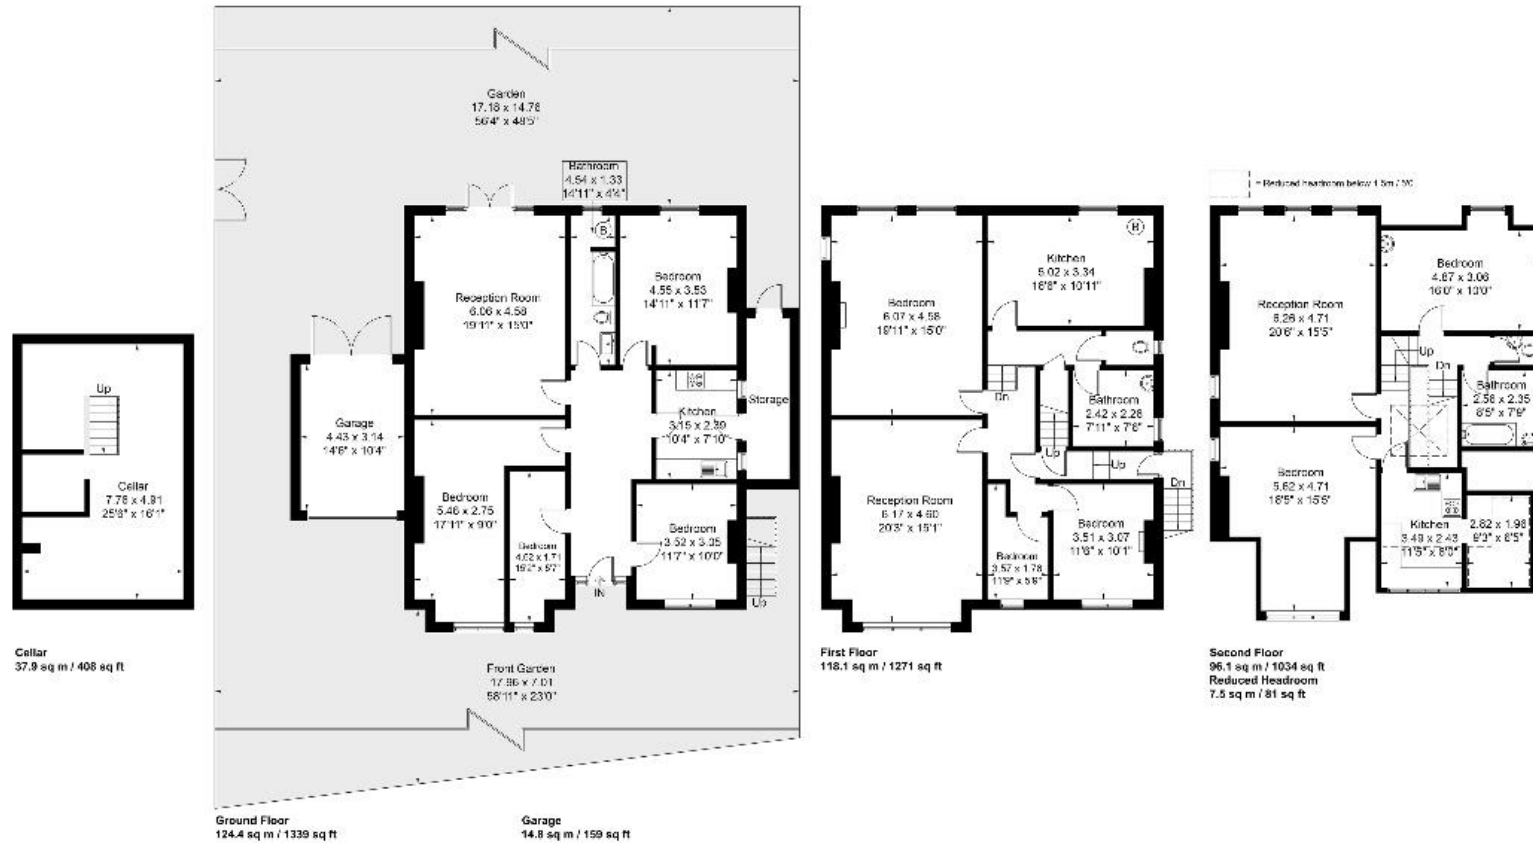 Garden
17.18 x 14.76
56'4" x 48'5"
Bathroom
4.54 x 1.33
14'11" x 4'4"
= Reduced headroom below 1.5m / 5'0
B
B
Bedroom
4.55 x 3.53
14'11" x 11'7"
Kitchen
5.02 x 3.34
16'6" x 10'11"
Bedroom
4.87 x 3.06
16'0" x 10'0"
Reception Room
6.06 x 4.58
19'11" x 15'0"
Bedroom
6.07 x 4.58
19'11" x 15'0"
Reception Room
6.26 x 4.71
20'6" x 15'5"
Up
Up
Dn
Dn
Garage
4.43 x 3.14
14'6" x 10'4"
Kitchen
3.15 x 2.39
10'4" x 7'10"
Storage
Bathroom
2.42 x 2.28
7'11" x 7'6"
Bathroom
2.56 x 2.35
8'5" x 7'9"
Up
Up
Dn
Cellar
7.78 x 4.91
25'6" x 16'1"
Bedroom
5.46 x 2.75
17'11" x 9'0"
Reception Room
6.17 x 4.60
20'3" x 15'1"
Bedroom
5.62 x 4.71
18'5" x 15'5"
Bedroom
4.62 x 1.71
15'2" x 5'7"
Bedroom
3.52 x 3.05
11'7" x 10'0"
Bedroom
3.57 x 1.78
11'9" x 5'9"
Bedroom
3.51 x 3.07
11'6" x 10'1"
Kitchen
3.49 x 2.43
11'5" x 8'0"
2.82 x 1.96
9'3" x 6'5"
IN
Up
Cellar
37.9 sq m / 408 sq ft
Front Garden
17.96 x 7.01
58'11" x 23'0"
First Floor
118.1 sq m / 1271 sq ft
Second Floor
96.1 sq m / 1034 sq ft
Reduced Headroom
7.5 sq m / 81 sq ft
Ground Floor
124.4 sq m / 1339 sq ft
Garage
14.8 sq m / 159 sq ft